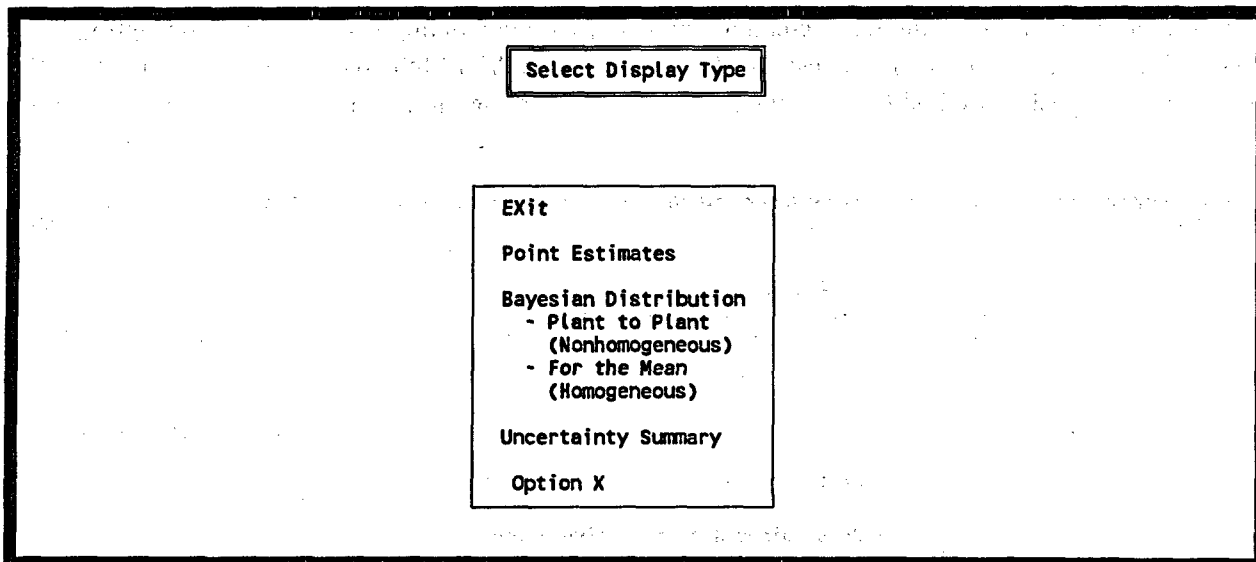 Select Display Type
EXit
Point Estimates
Bayesian Distribution
- Plant to Plant
(Nonhomogeneous)
- For the Mean
(Homogeneous)
Uncertainty Summary
Option X